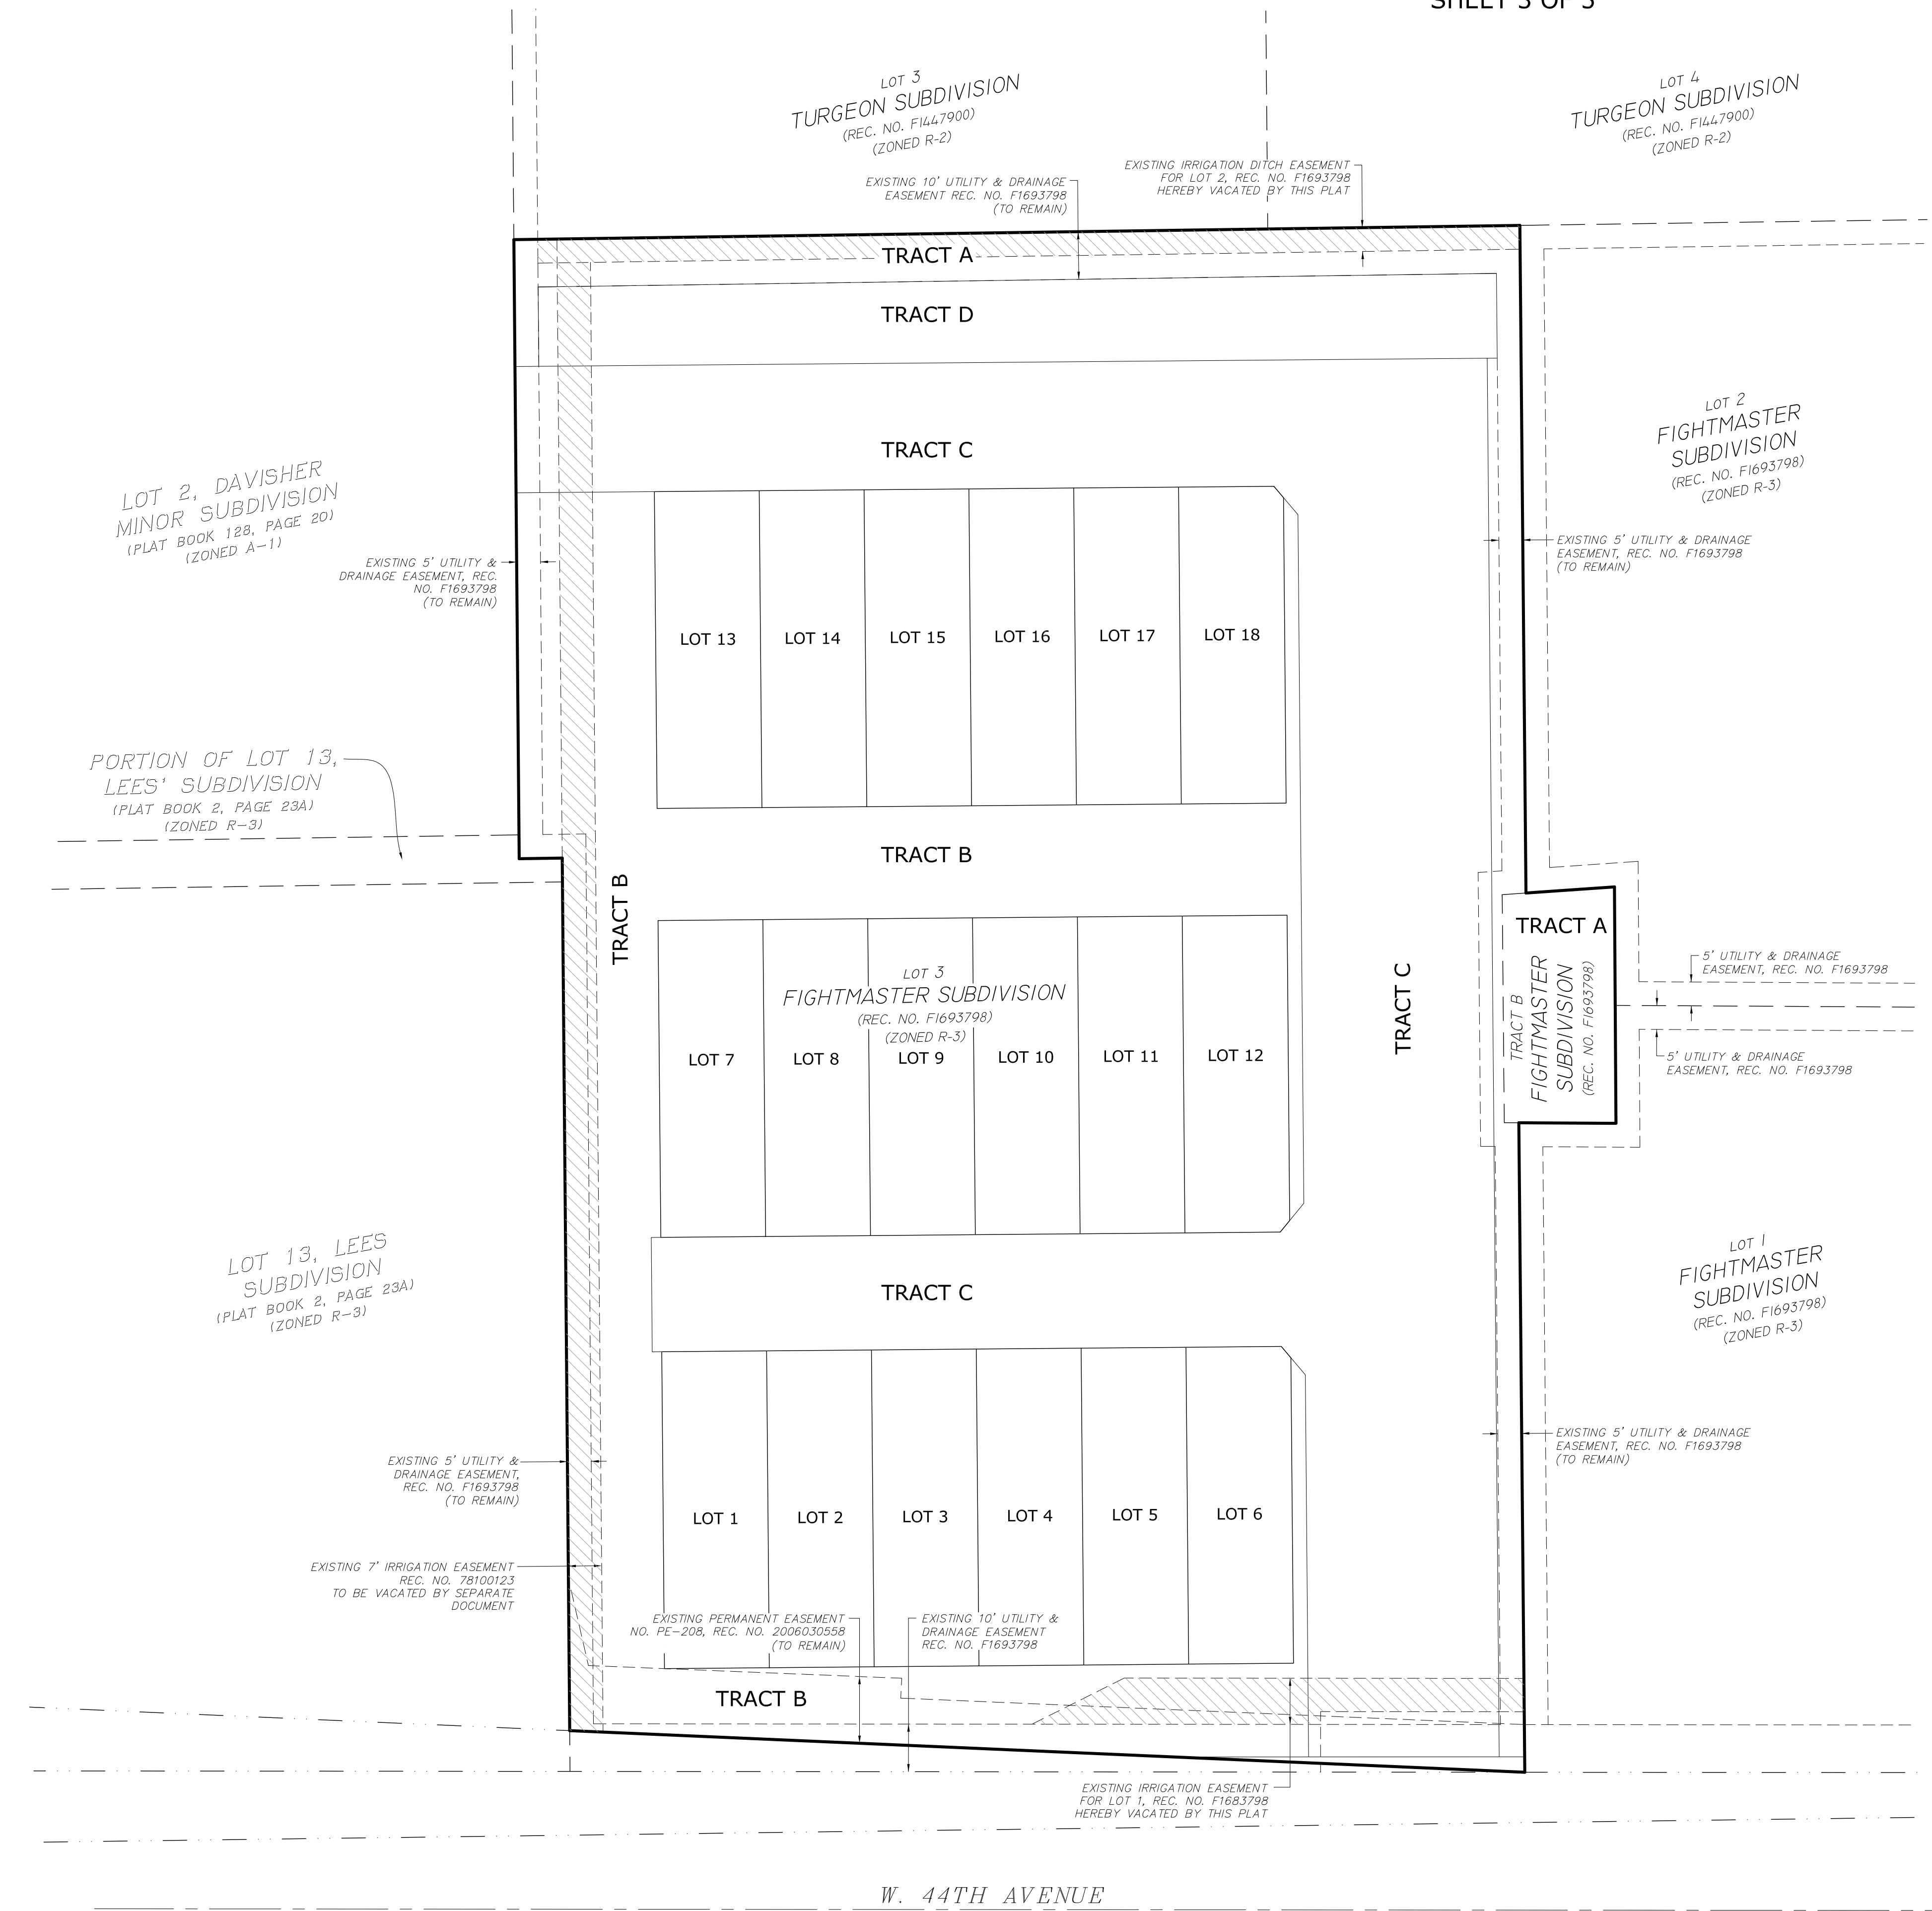 SHEET 3 OF 3
LOT 3
TURGEON SUBDIVISION
(REC. NO. F1447900)
(ZONED R-2)
LOT 4
TURGEON SUBDIVISION
(REC. NO. F1447900)
(ZONED R-2)
EXISTING 10' UTILITY & DRAINAGE
EASEMENT REC. NO. F1693798
(TO REMAIN)
EXISTING IRRIGATION DITCH EASEMENT
FOR LOT 2, REC. NO. F1693798
HEREBY VACATED BY THIS PLAT
TRACT A
TRACT D
TRACT C
LOT 2, DAVISHER
MINOR SUBDIVISION
(PLAT BOOK 128, PAGE 20)
(ZONED A-1)
EXISTING 5' UTILITY &
DRAINAGE EASEMENT, REC.
NO. F1693798
(TO REMAIN)
LOT 2
FIGHTMASTER
SUBDIVISION
(REC. NO. F1693798)
(ZONED R-3)
EXISTING 5' UTILITY & DRAINAGE
EASEMENT, REC. NO. F1693798
(TO REMAIN)
LOT 13
LOT 14
LOT 15
LOT 16
LOT 17
LOT 18
PORTION OF LOT 13,
LEES' SUBDIVISION
(PLAT BOOK 2, PAGE 23A)
(ZONED R-3)
TRACT B
TRACT B
TRACT C
TRACT A
TRACT B
FIGHTMASTER
SUBDIVISION
(REC. NO. F1693798)
5' UTILITY & DRAINAGE
EASEMENT, REC. NO. F1693798
5' UTILITY & DRAINAGE
EASEMENT, REC. NO. F1693798
LOT 3
FIGHTMASTER SUBDIVISION
(REC. NO. F1693798)
(ZONED R-3)
LOT 7
LOT 8
LOT 9
LOT 10
LOT 11
LOT 12
LOT 13, LEES
SUBDIVISION
(PLAT BOOK 2, PAGE 23A)
(ZONED R-3)
TRACT C
LOT 1
FIGHTMASTER
SUBDIVISION
(REC. NO. F1693798)
(ZONED R-3)
EXISTING 5' UTILITY &
DRAINAGE EASEMENT,
REC. NO. F1693798
(TO REMAIN)
EXISTING 5' UTILITY & DRAINAGE
EASEMENT, REC. NO. F1693798
(TO REMAIN)
LOT 1
LOT 2
LOT 3
LOT 4
LOT 5
LOT 6
EXISTING 7' IRRIGATION EASEMENT
REC. NO. 78100123
TO BE VACATED BY SEPARATE
DOCUMENT
EXISTING PERMANENT EASEMENT
NO. PE-208, REC. NO. 2006030558
(TO REMAIN)
EXISTING 10' UTILITY &
DRAINAGE EASEMENT
REC. NO. F1693798
TRACT B
EXISTING IRRIGATION EASEMENT
FOR LOT 1, REC. NO. F1683798
HEREBY VACATED BY THIS PLAT
W. 44TH AVENUE